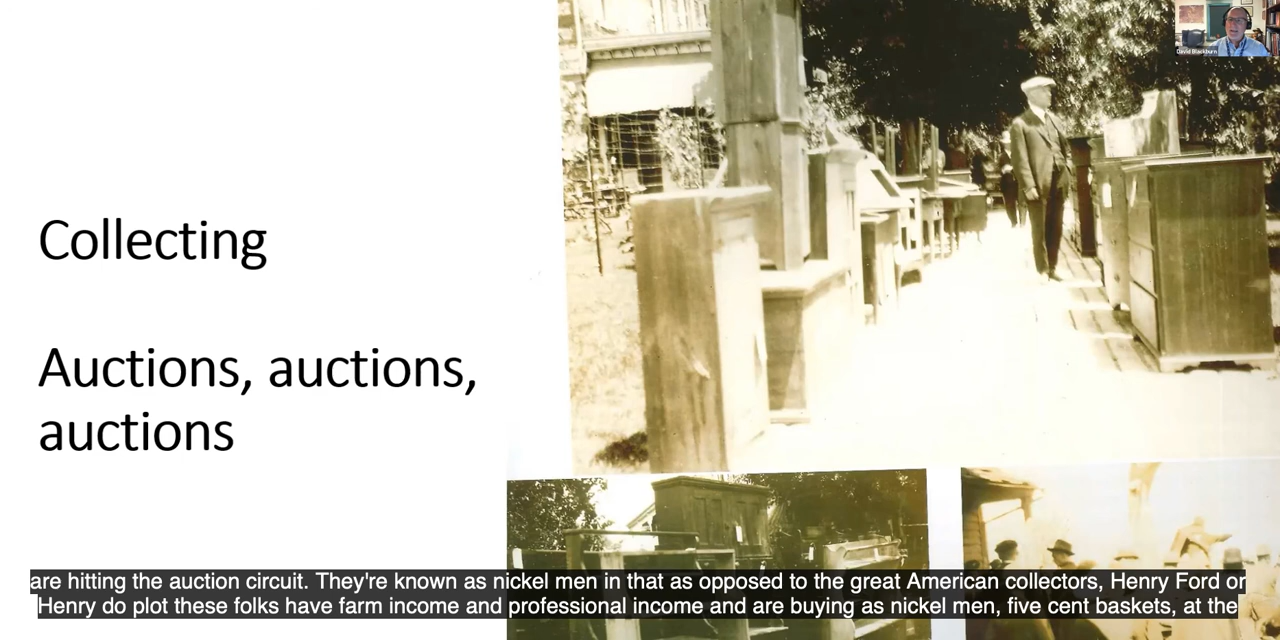 David Blackburn
Collecting
Auctions, auctions,
auctions
are hitting the auction circuit. They're known as nickel men in that as opposed to the great American collectors, Henry Ford or
Henry do plot these folks have farm income and professional income and are buying as nickel men, five cent baskets, at the